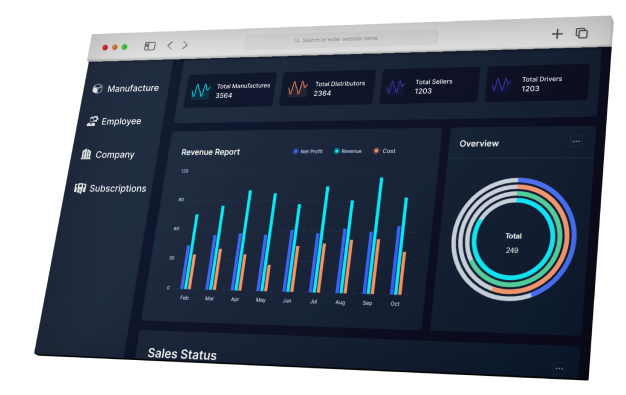 Search or enter website name
Manufacture
Employee
Company
Subscriptions
Total Manufactures
3564
Total Distributors
2364
Total Sellers
1203
Total Drivers
1203
Revenue Report
Net Profit
Revenue
Cost
120
90
60
30
0
Feb
Mar
Apr
May
Jun
Jul
Aug
Sep
Oct
Overview
Total
249
Sales Status